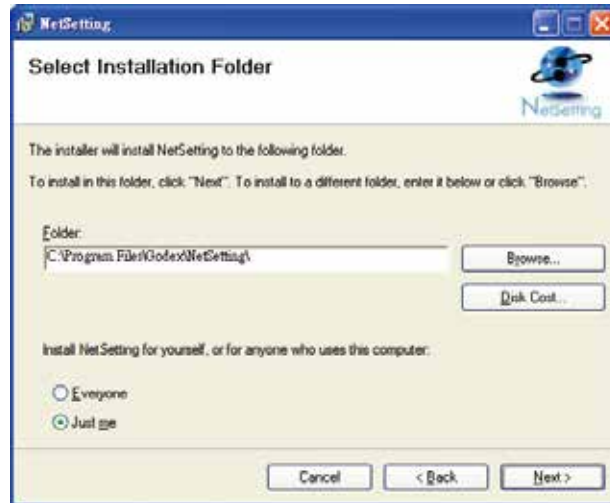 NetSetting
Select Installation Folder
NetSetting
The installer will install NetSetting to the following folder.
To install in this folder, click "Next". To install to a different folder, enter it below or click "Browse".
Folder:
C:\Program Files\Godex\NetSetting\
Browse...
Disk Cost...
Install NetSetting for yourself, or for anyone who uses this computer:
Everyone
Just me
Cancel
< Back
Next >